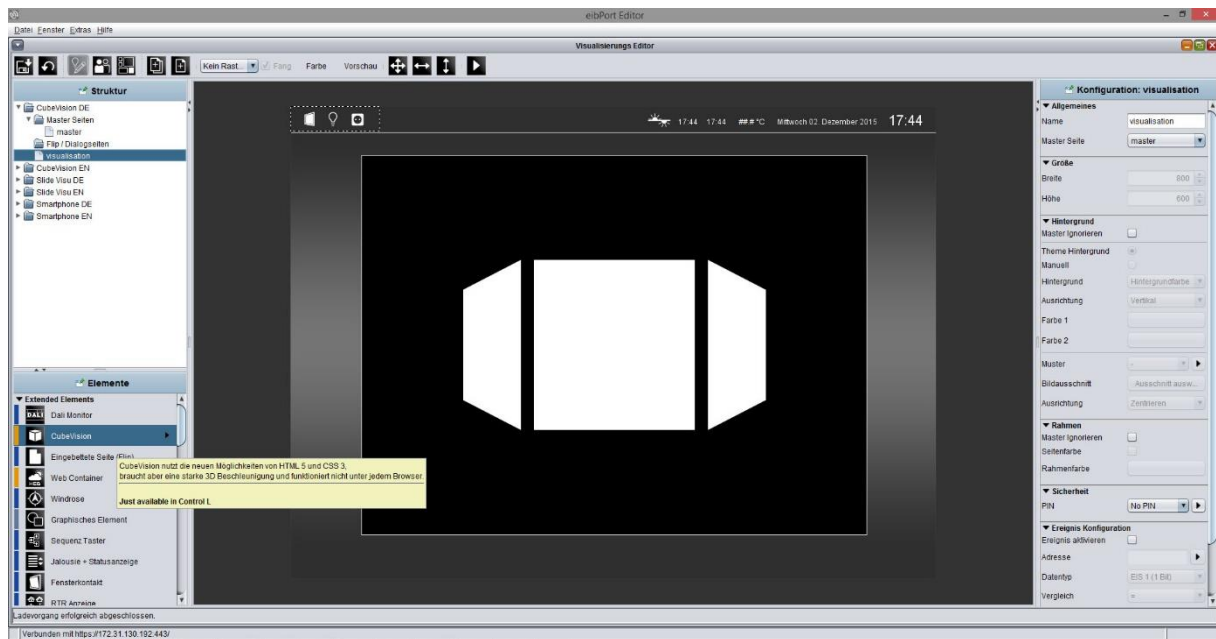 eibPort Editor
Datei Fenster Extras Hilfe
Visualisierungs Editor
Kein Rast... Fang Farbe Vorschau
Struktur
CubeVision DE
Master Seiten
master
Flip / Dialogseiten
visualisation
CubeVision EN
Slide Visu DE
Slide Visu EN
Smartphone DE
Smartphone EN
Elemente
Extended Elements
DALI Dali Monitor
CubeVision
Eingebettete Seite (Flip)
Web Container
Windrose
Graphisches Element
Sequenz Taster
Jalousie + Statusanzeige
Fensterkontakt
RTR Anzeige
CubeVision nutzt die neuen Möglichkeiten von HTML 5 und CSS 3,
braucht aber eine starke 3D Beschleunigung und funktioniert nicht unter jedem Browser.
Just available in Control L
17:44 17:44 ##.# °C Mittwoch 02. Dezember 2015 17:44
Konfiguration: visualisation
Allgemeines
Name visualisation
Master Seite master
Größe
Breite 800
Höhe 600
Hintergrund
Master Ignorieren
Theme Hintergrund
Manuell
Hintergrund Hintergrundfarbe
Ausrichtung Vertikal
Farbe 1
Farbe 2
Muster -
Bildausschnitt Ausschnitt ausw...
Ausrichtung Zentrieren
Rahmen
Master Ignorieren
Seitenfarbe
Rahmenfarbe
Sicherheit
PIN No PIN
Ereignis Konfiguration
Ereignis aktivieren
Adresse
Datentyp EIS 1 (1 Bit)
Vergleich =
Ladevorgang erfolgreich abgeschlossen.
Verbunden mit https://172.31.130.192:443/